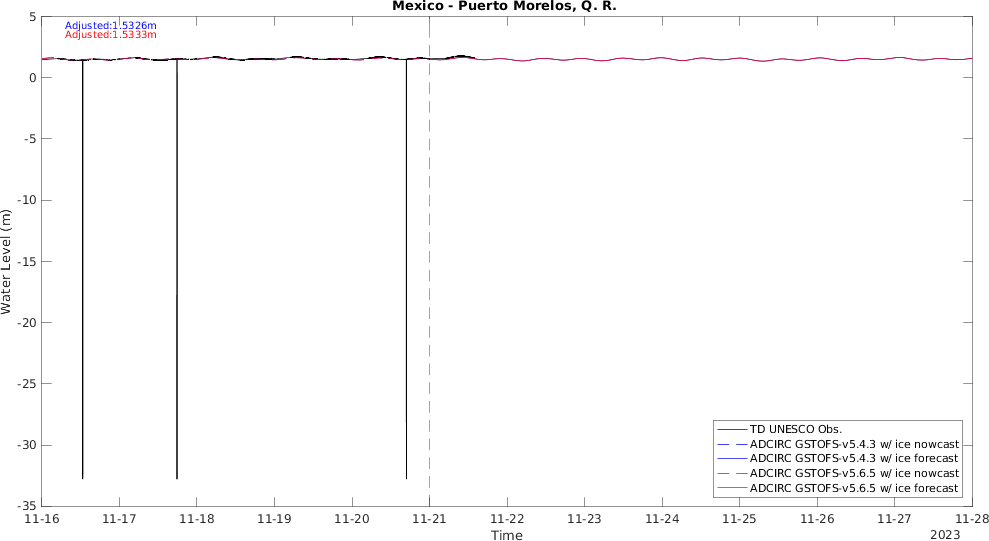 Mexico - Puerto Morelos, Q. R.
Adjusted:1.5326m
Adjusted:1.5333m
5
0
-5
-10
-15
-20
-25
-30
-35
Water Level (m)
TD UNESCO Obs.
ADCIRC GSTOFS-v5.4.3 w/ ice nowcast
ADCIRC GSTOFS-v5.4.3 w/ ice forecast
ADCIRC GSTOFS-v5.6.5 w/ ice nowcast
ADCIRC GSTOFS-v5.6.5 w/ ice forecast
11-16 11-17 11-18 11-19 11-20 11-21 11-22 11-23 11-24 11-25 11-26 11-27 11-28
Time
2023